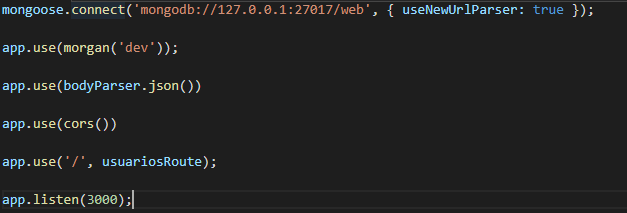 mongoose.connect('mongodb://127.0.0.1:27017/web', { useNewUrlParser: true });
app.use(morgan('dev'));
app.use(bodyParser.json())
app.use(cors())
app.use('/', usuariosRoute);
app.listen(3000);